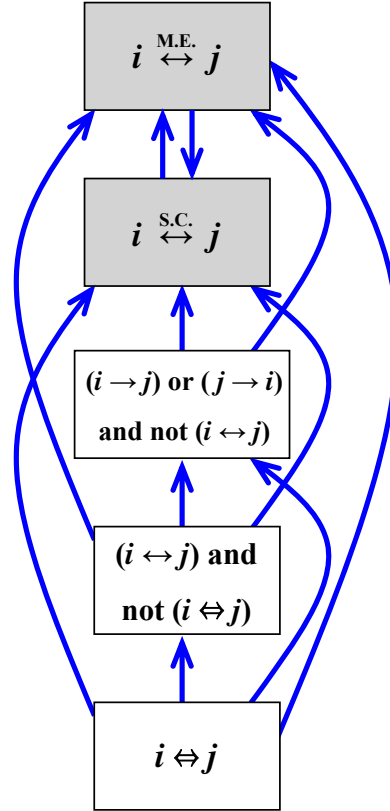 M.E.
i ↔ j
S.C.
i ↔ j
(i → j) or (j → i)
and not (i ↔ j)
(i ↔ j) and
not (i ⇔ j)
i ⇔ j